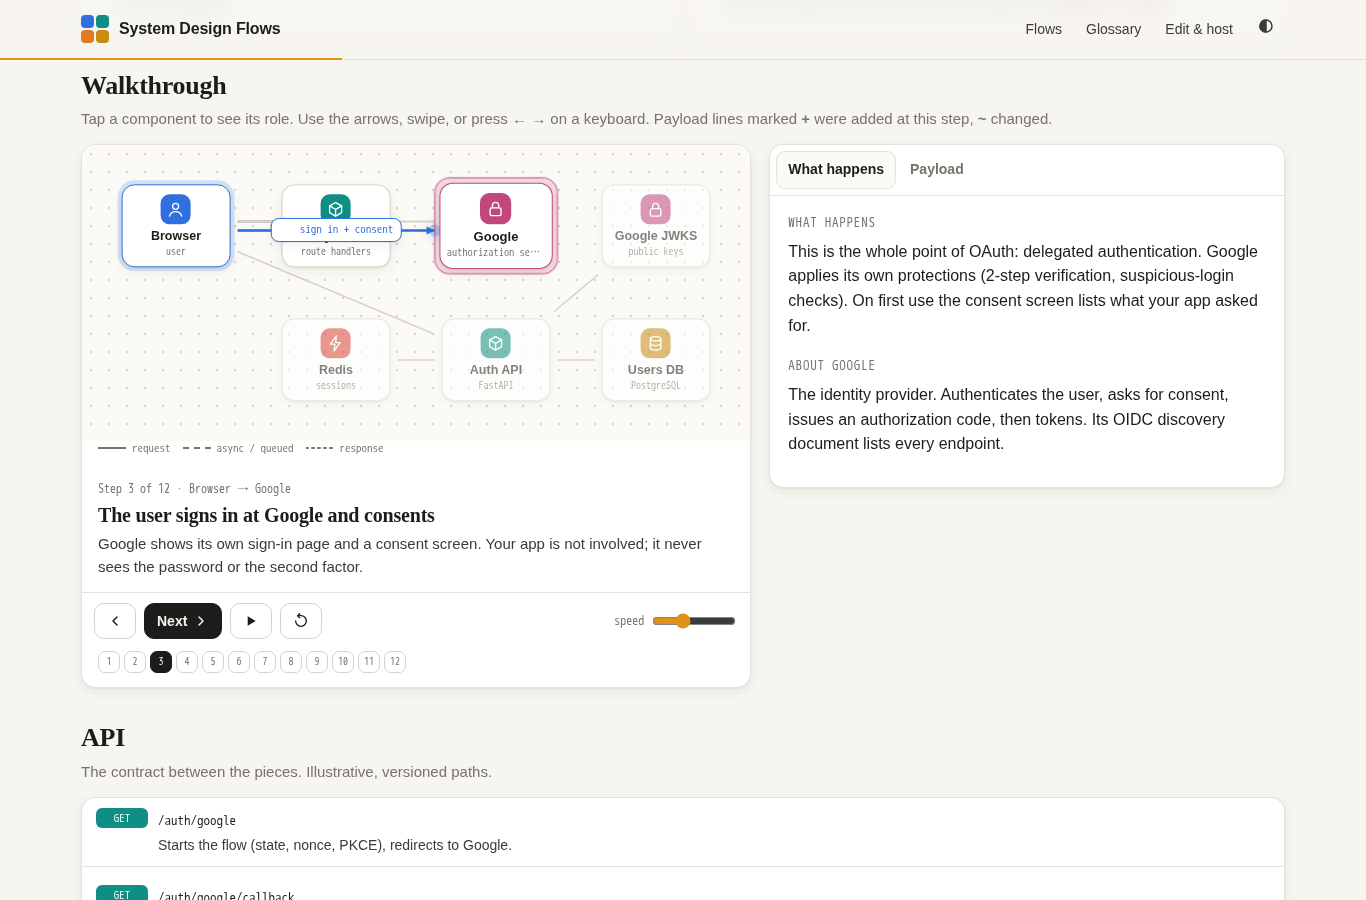 System Design Flows
Flows
Glossary
Edit & host
Walkthrough
Tap a component to see its role. Use the arrows, swipe, or press ← → on a keyboard. Payload lines marked + were added at this step, ~ changed.
Browser
user
sign in + consent
route handlers
Google
authorization se···
Google JWKS
public keys
Redis
sessions
Auth API
FastAPI
Users DB
PostgreSQL
request
async / queued
response
Step 3 of 12 · Browser → Google
The user signs in at Google and consents
Google shows its own sign-in page and a consent screen. Your app is not involved; it never
sees the password or the second factor.
Next
speed
1 2 3 4 5 6 7 8 9 10 11 12
What happens
Payload
WHAT HAPPENS
This is the whole point of OAuth: delegated authentication. Google
applies its own protections (2-step verification, suspicious-login
checks). On first use the consent screen lists what your app asked
for.
ABOUT GOOGLE
The identity provider. Authenticates the user, asks for consent,
issues an authorization code, then tokens. Its OIDC discovery
document lists every endpoint.
API
The contract between the pieces. Illustrative, versioned paths.
GET
/auth/google
Starts the flow (state, nonce, PKCE), redirects to Google.
GET
/auth/google/callback